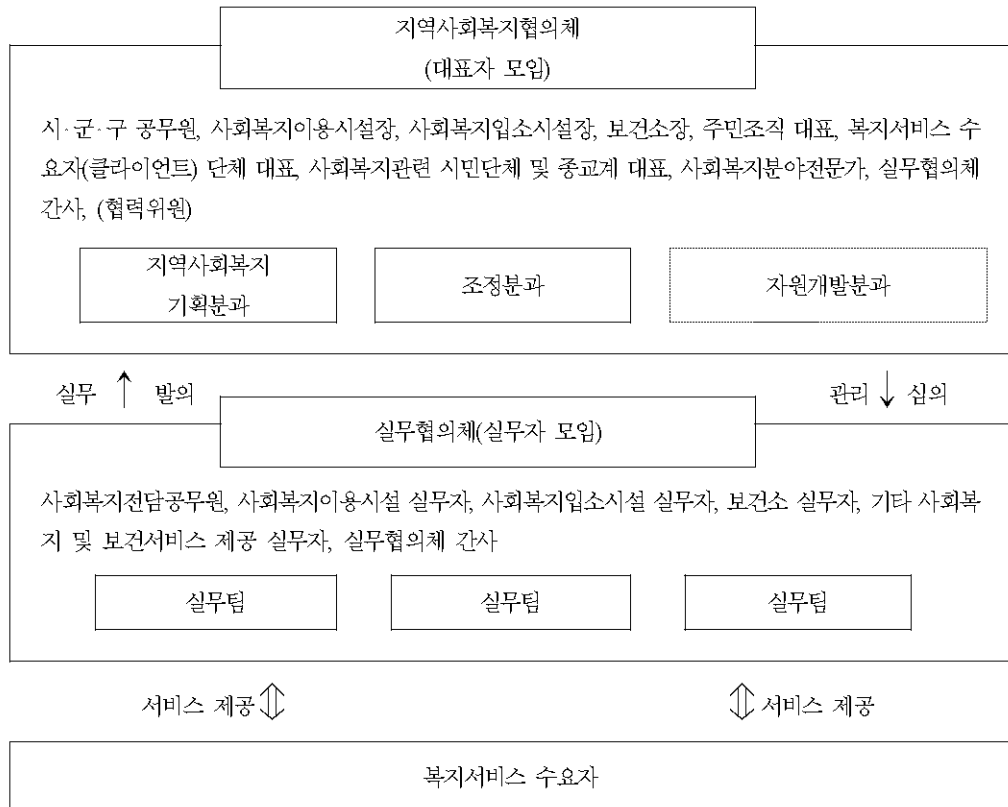 지역사회복지협의체
(대표자 모임)
시·군·구 공무원, 사회복지이용시설장, 사회복지입소시설장, 보건소장, 주민조직 대표, 복지서비스 수
요자(클라이언트) 단체 대표, 사회복지관련 시민단체 및 종교계 대표, 사회복지분야전문가, 실무협의체
간사, (협력위원)
지역사회복지
기획분과
조정분과
자원개발분과
실무 ↑ 발의
관리 ↓ 심의
실무협의체(실무자 모임)
사회복지전담공무원, 사회복지이용시설 실무자, 사회복지입소시설 실무자, 보건소 실무자, 기타 사회복
지 및 보건서비스 제공 실무자, 실무협의체 간사
실무팀
실무팀
실무팀
서비스 제공
서비스 제공
복지서비스 수요자